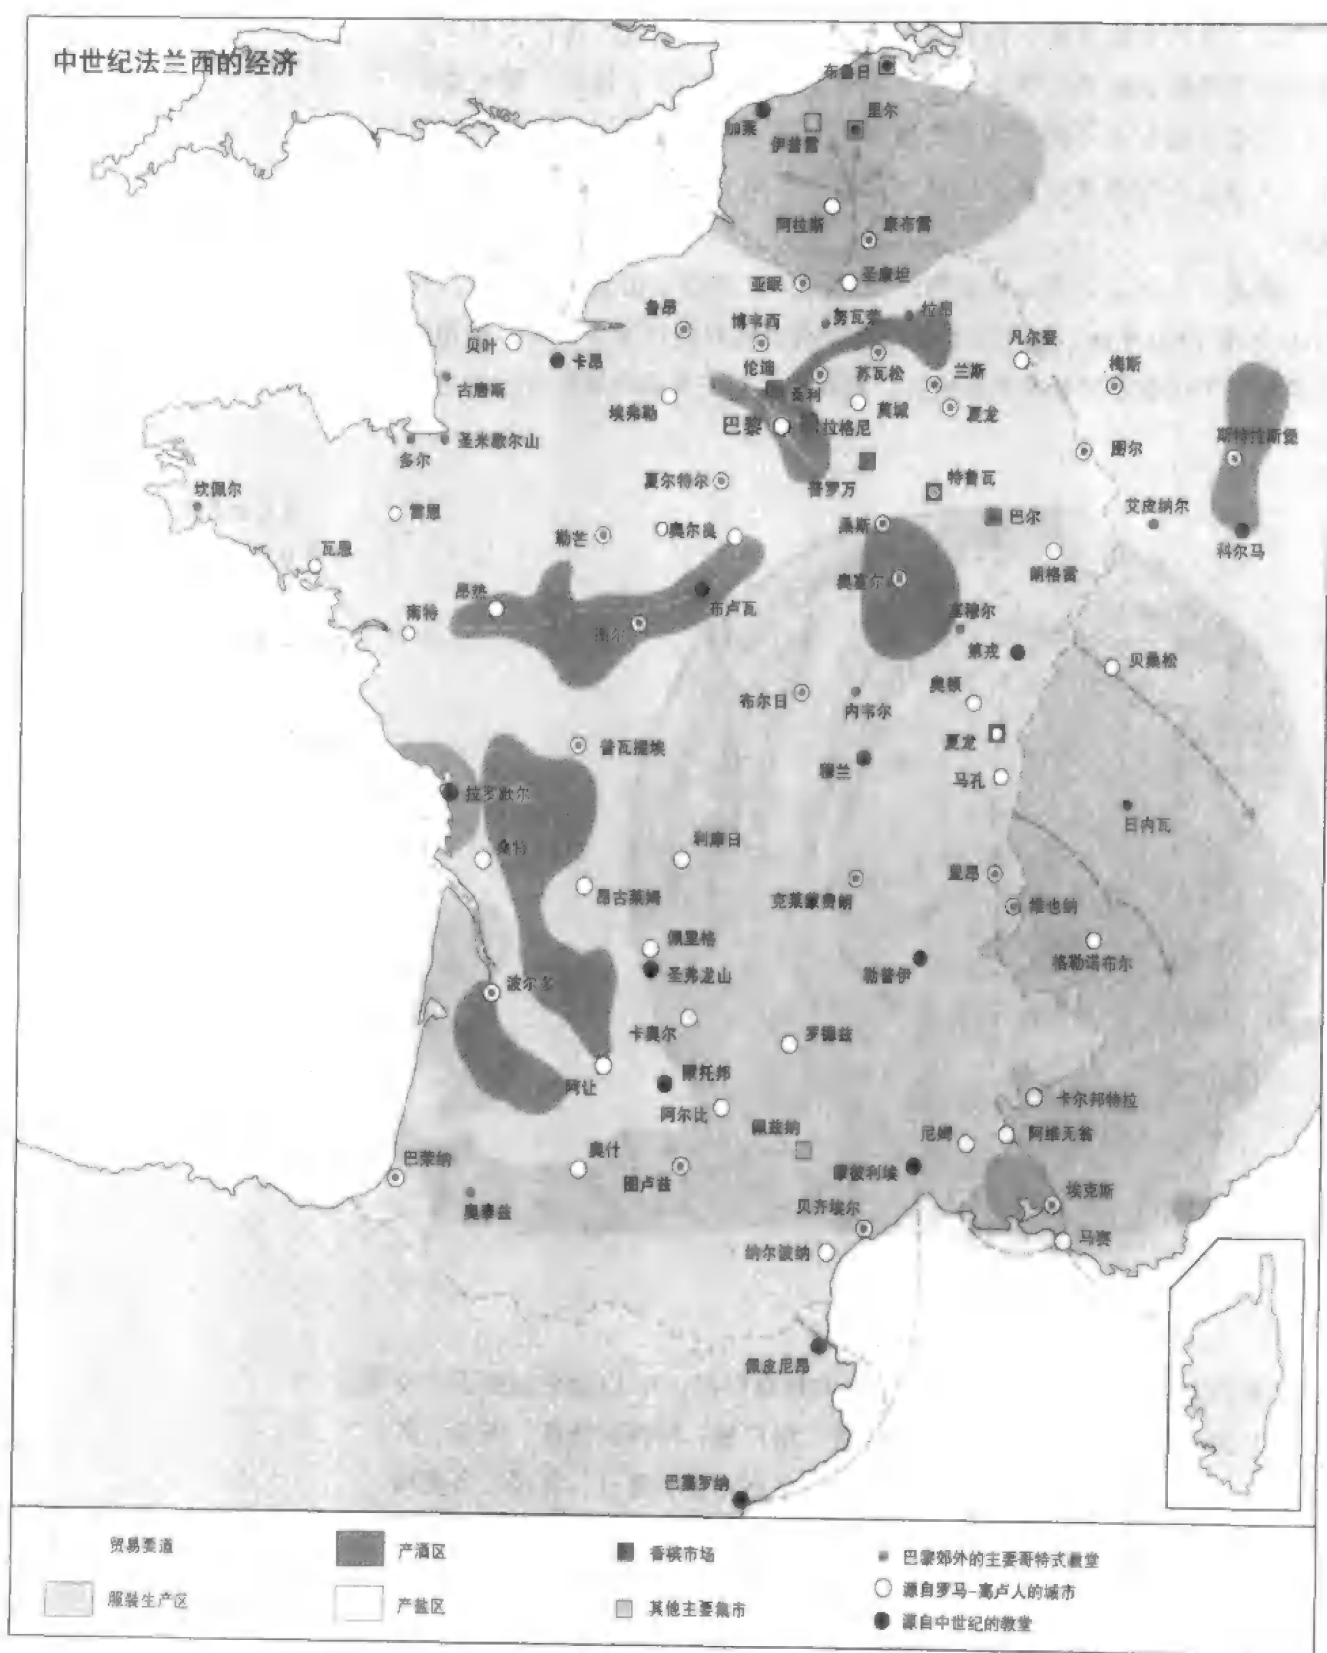 中世纪法兰西的经济
布鲁日
加莱
里尔
伊普雷
阿拉斯
康布雷
亚眠
圣康坦
鲁昂
博韦西
努瓦荣
拉昂
贝叶
卡昂
伦迪
苏瓦松
兰斯
凡尔登
梅斯
古唐斯
桑利
埃弗勒
莫城
夏龙
巴黎
拉格尼
圣米歇尔山
多尔
图尔
斯特拉斯堡
夏尔特尔
普罗万
特鲁瓦
坎佩尔
雷恩
巴尔
艾皮纳尔
勒芒
奥尔良
桑斯
科尔马
瓦恩
朗格雷
昂热
布卢瓦
奥塞尔
南特
图尔
塞穆尔
第戎
贝桑松
布尔日
内韦尔
奥顿
普瓦提埃
夏龙
穆兰
马孔
拉罗歇尔
日内瓦
桑特
利摩日
里昂
昂古莱姆
克莱蒙费朗
维也纳
佩里格
格勒诺布尔
圣弗龙山
勒普伊
波尔多
卡奥尔
罗德兹
阿让
蒙托邦
卡尔邦特拉
阿尔比
佩兹纳
尼姆
阿维尼翁
巴荣纳
奥什
图卢兹
蒙彼利埃
埃克斯
奥泰兹
贝齐埃尔
马赛
纳尔波纳
佩皮尼昂
巴塞罗纳
贸易要道
产酒区
香槟市场
巴黎郊外的主要哥特式教堂
服装生产区
产盐区
其他主要集市
源自罗马-高卢人的城市
源自中世纪的教堂